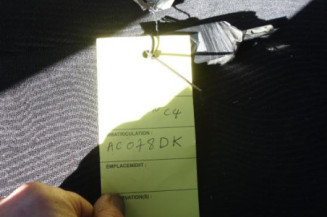 C4
IMMATRICULATION :
AC078DK
EMPLACEMENT :